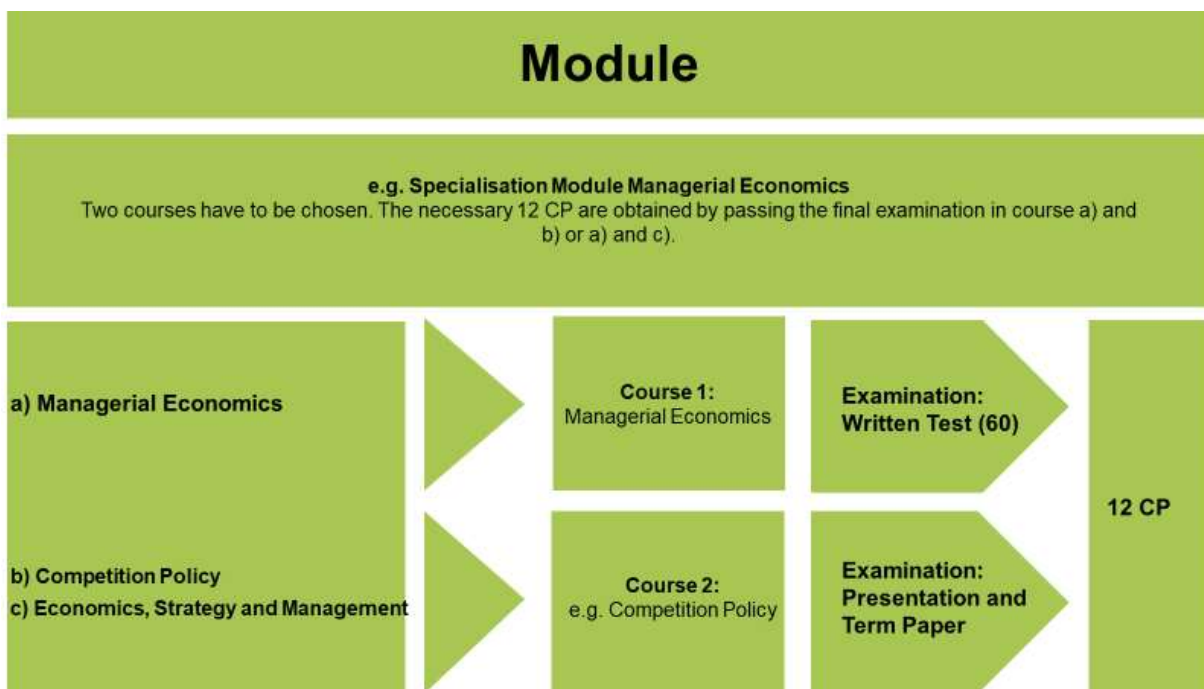 Module
e.g. Specialisation Module Managerial Economics
Two courses have to be chosen. The necessary 12 CP are obtained by passing the final examination in course a) and
b) or a) and c).
a) Managerial Economics
Course 1:
Managerial Economics
Examination:
Written Test (60)
12 CP
b) Competition Policy
c) Economics, Strategy and Management
Course 2:
e.g. Competition Policy
Examination:
Presentation and
Term Paper